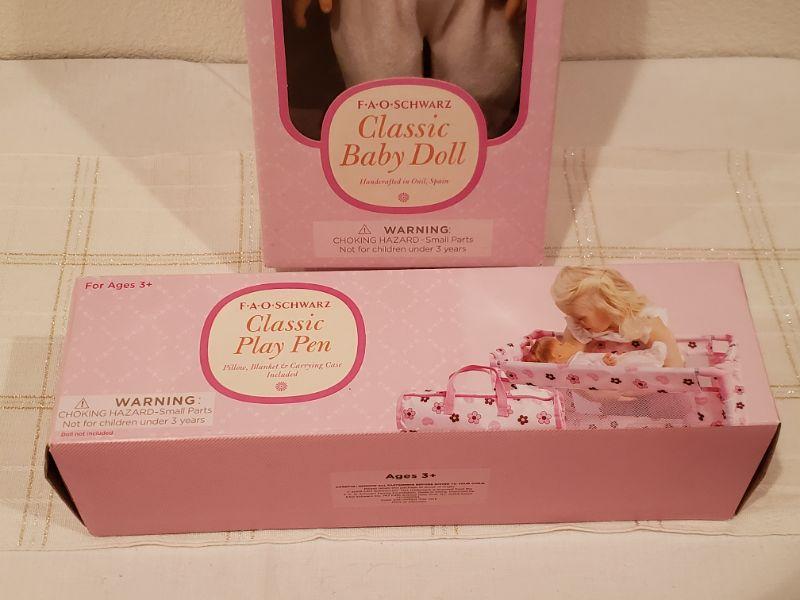 F·A·O·SCHWARZ
Classic
Baby Doll
Handcrafted in Onil, Spain
WARNING:
CHOKING HAZARD-Small Parts
Not for children under 3 years
For Ages 3+
F·A·O·SCHWARZ
Classic
Play Pen
Pillow, Blanket & Carrying Case
Included
WARNING:
CHOKING HAZARD-Small Parts
Not for children under 3 years
Doll not included
Ages 3+